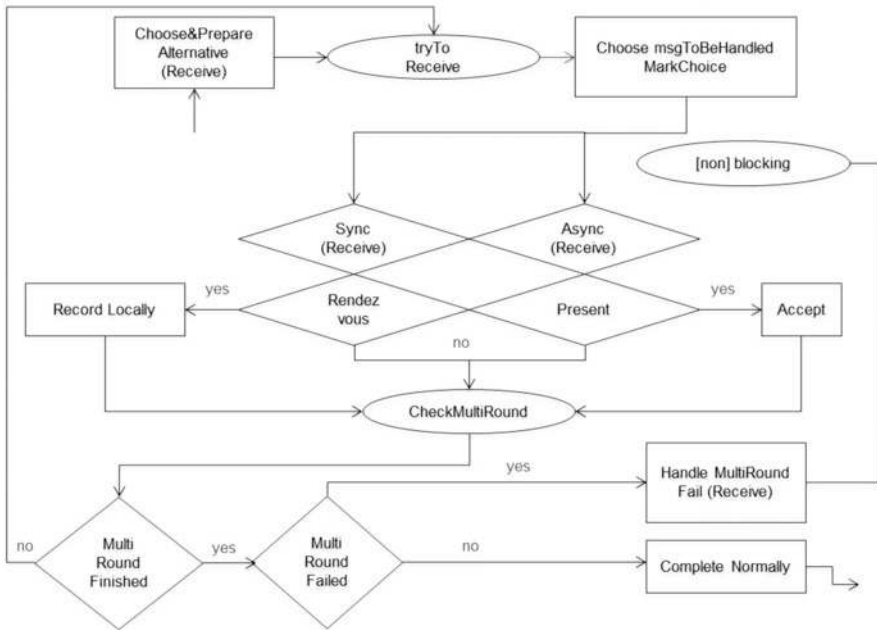 Choose&Prepare
Alternative
(Receive)
tryTo
Receive
Choose msgToBeHandled
MarkChoice
[non] blocking
Sync
(Receive)
Async
(Receive)
yes
Record Locally
Rendez
vous
Present
yes
Accept
no
CheckMultiRound
yes
Handle MultiRound
Fail (Receive)
no
Multi
Round
Finished
yes
Multi
Round
Failed
no
Complete Normally